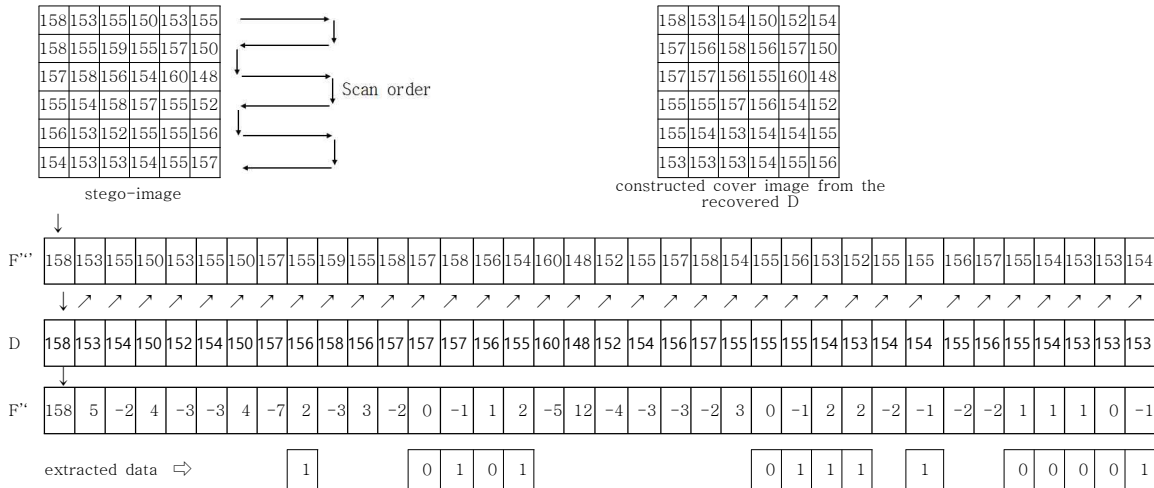 158 153 155 150 153 155
158 155 159 155 157 150
157 158 156 154 160 148
155 154 158 157 155 152
156 153 152 155 155 156
154 153 153 154 155 157
stego-image
Scan order
158 153 154 150 152 154
157 156 158 156 157 150
157 157 156 155 160 148
155 155 157 156 154 152
155 154 153 154 154 155
153 153 153 154 155 156
constructed cover image from the
recovered D
F"‘’ 158 153 155 150 153 155 150 157 155 159 155 158 157 158 156 154 160 148 152 155 157 158 154 155 156 153 152 155 155 156 157 155 154 153 153 154
D 158 153 154 150 152 154 150 157 156 158 156 157 157 157 156 155 160 148 152 154 156 157 155 155 155 154 153 154 154 155 156 155 154 153 153 153
F"‘ 158 5 -2 4 -3 -3 4 -7 2 -3 3 -2 0 -1 1 2 -5 12 -4 -3 -3 -2 3 0 -1 2 2 -2 -1 -2 -2 1 1 1 0 -1
extracted data ⇨ 1 0 1 0 1 0 1 1 1 1 0 0 0 0 1